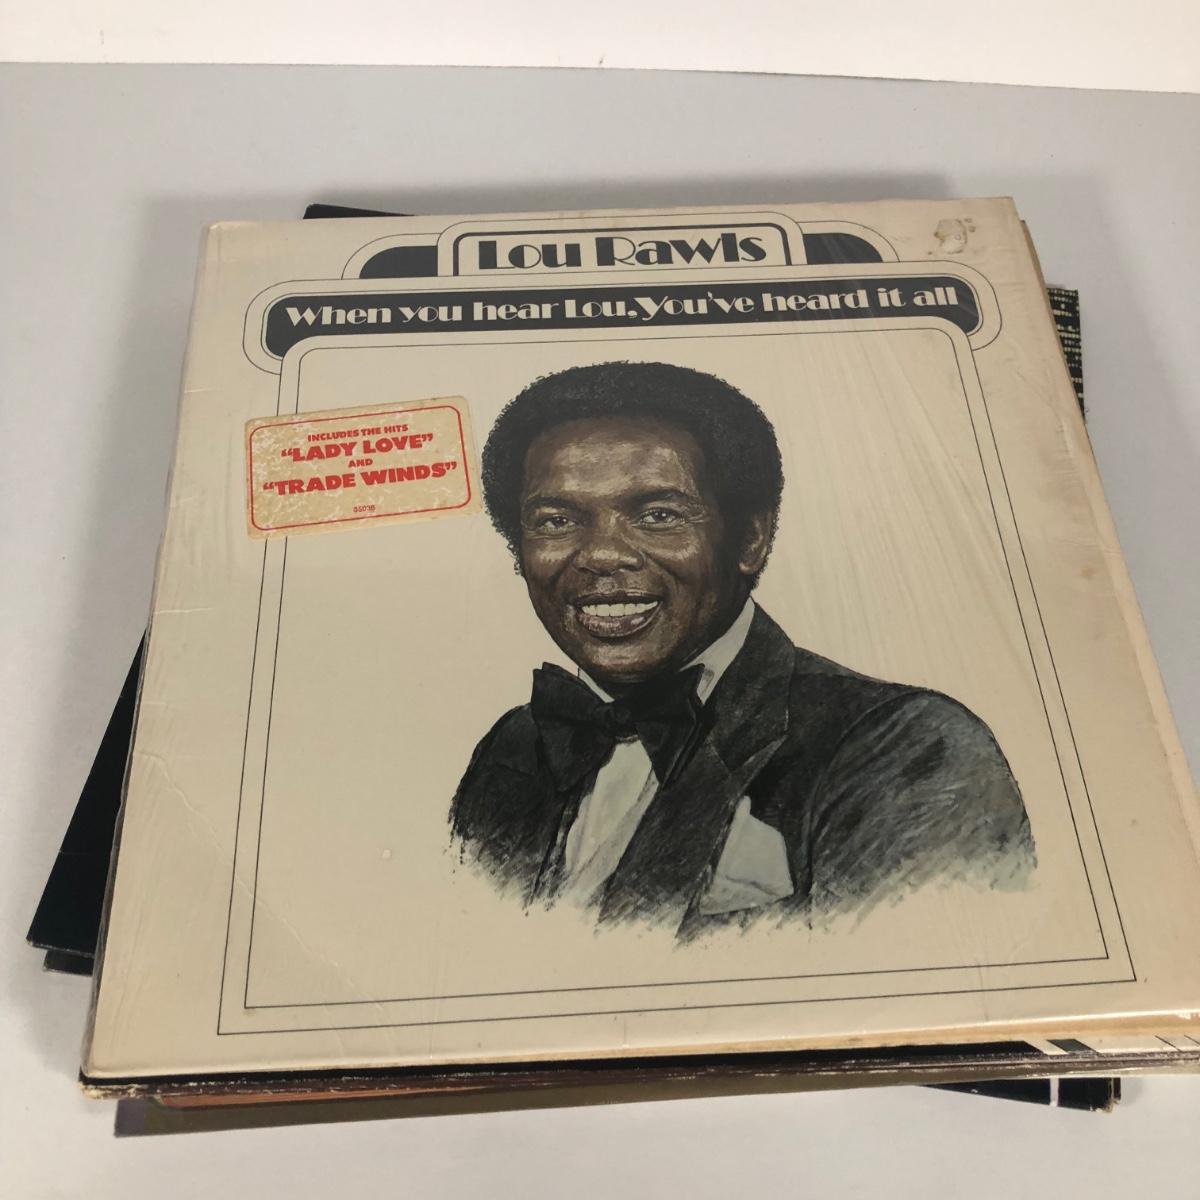 Lou Rawls
When you hear Lou, You've heard it all
INCLUDES THE HITS
“LADY LOVE”
AND
“TRADE WINDS”
35036